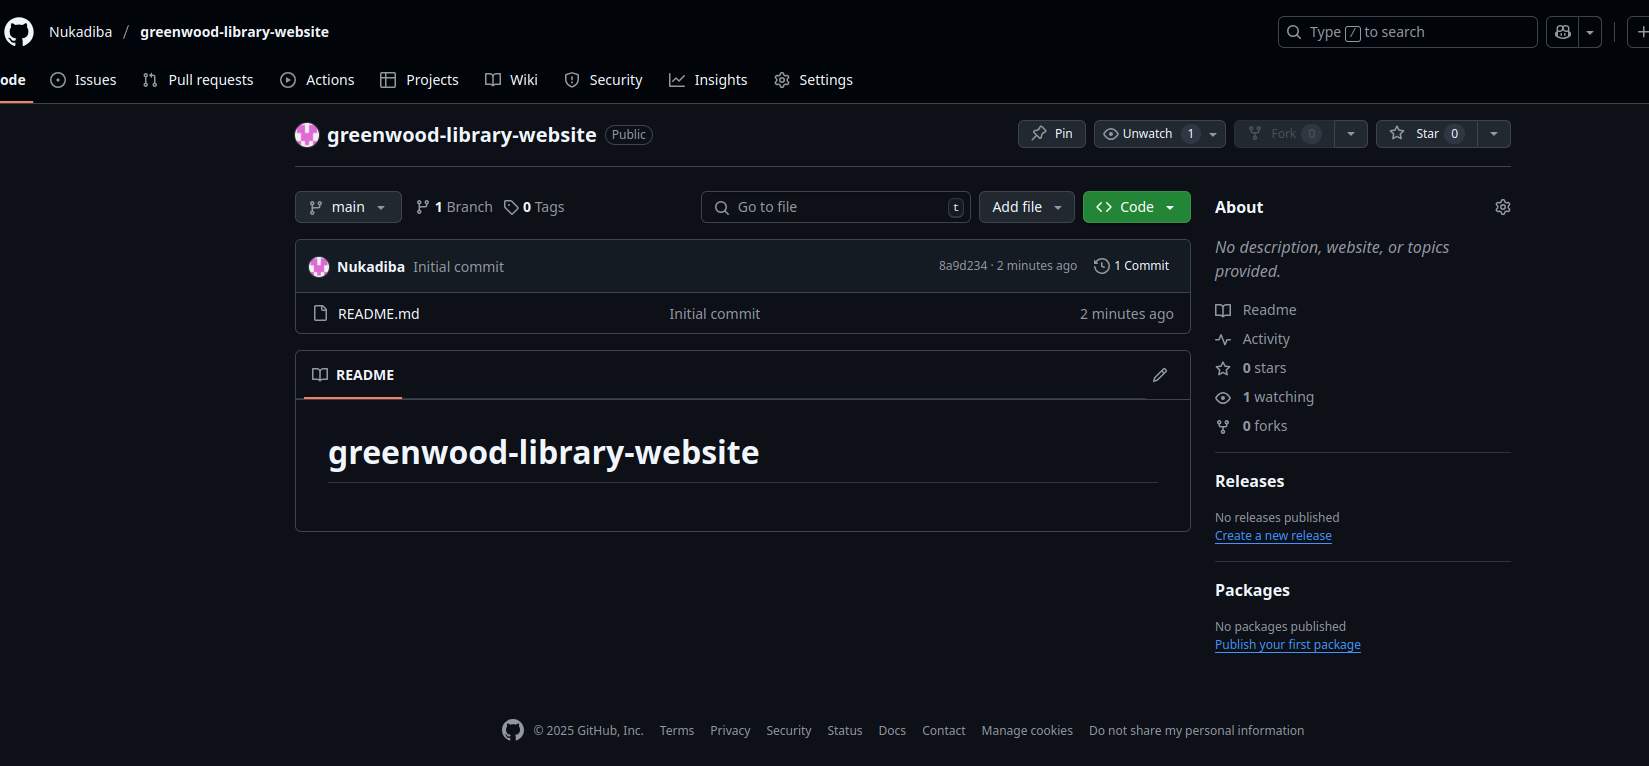 Nukadiba / greenwood-library-website
Type / to search
ode Issues Pull requests Actions Projects Wiki Security Insights Settings
greenwood-library-website Public
Pin Unwatch 1 Fork 0 Star 0
main 1 Branch 0 Tags
Go to file t Add file Code
Nukadiba Initial commit 8a9d234 · 2 minutes ago 1 Commit
README.md Initial commit 2 minutes ago
README
greenwood-library-website
About
No description, website, or topics
provided.
Readme
Activity
0 stars
1 watching
0 forks
Releases
No releases published
Create a new release
Packages
No packages published
Publish your first package
© 2025 GitHub, Inc. Terms Privacy Security Status Docs Contact Manage cookies Do not share my personal information